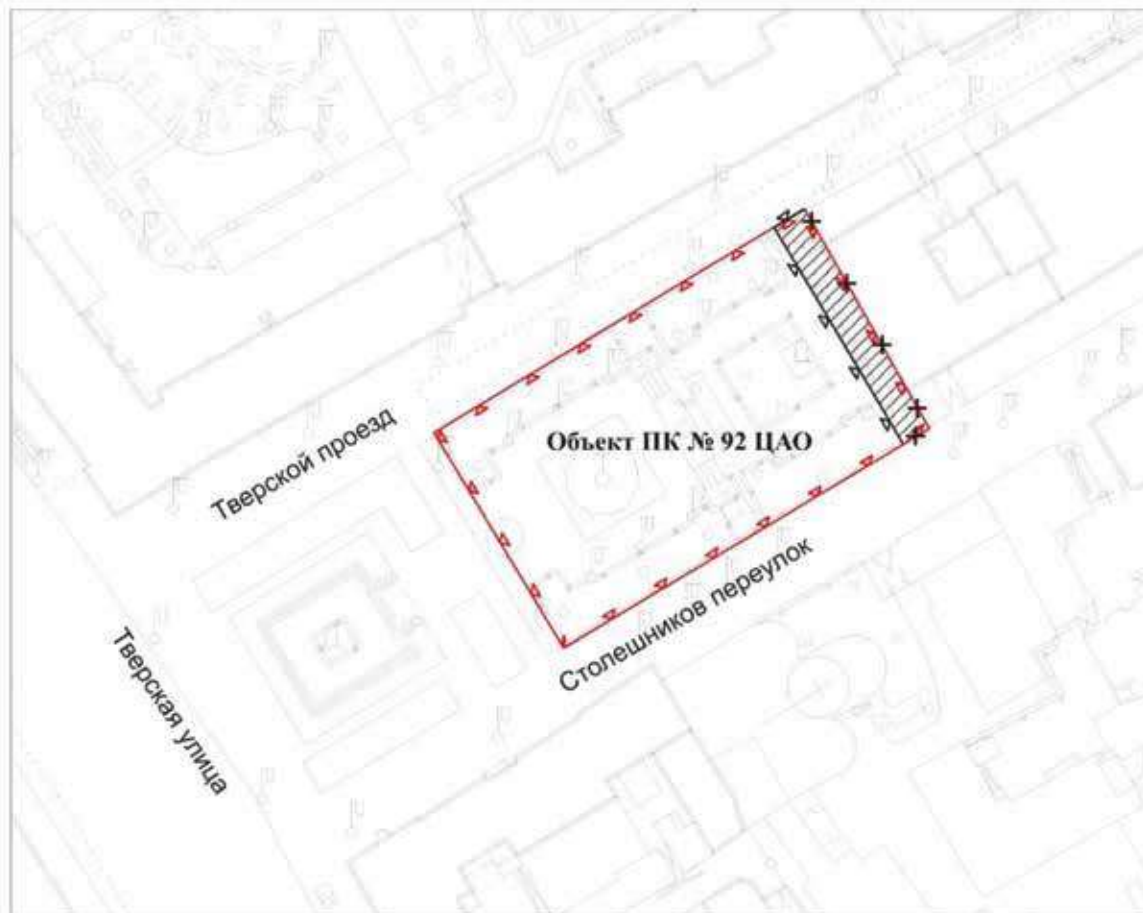 Объект ПК № 92 ЦАО
Тверской проезд
Столешников переулок
Тверская улица